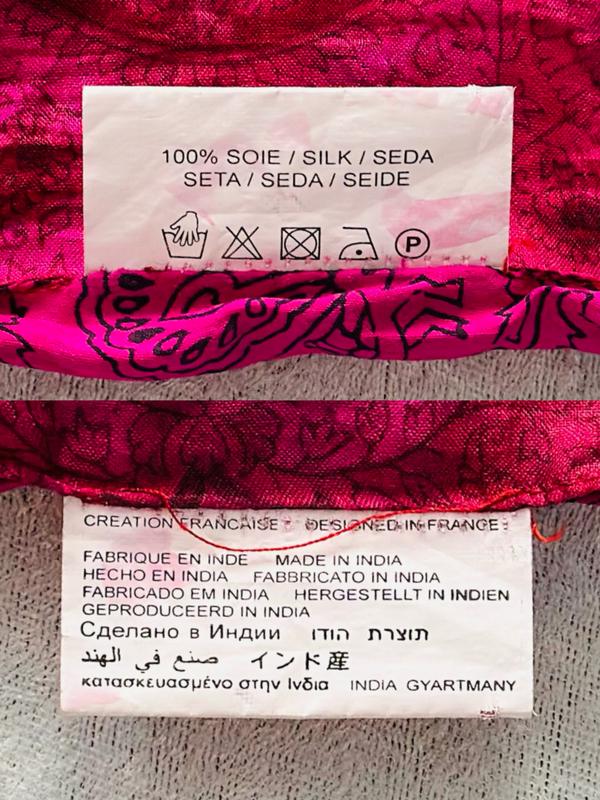 100% SOIE / SILK / SEDA
SETA / SEDA / SEIDE
P
CREATION FRANCAISE DESIGNED IN FRANCE
FABRIQUE EN INDE MADE IN INDIA
HECHO EN INDIA FABBRICATO IN INDIA
FABRICADO EM INDIA HERGESTELLT IN INDIEN
GEPRODUCEERD IN INDIA
Сделано в Индии תוצרת הודו
صنع في الهند インド産
κατασκευασμένο στην Ινδια INDIA GYARTMANY